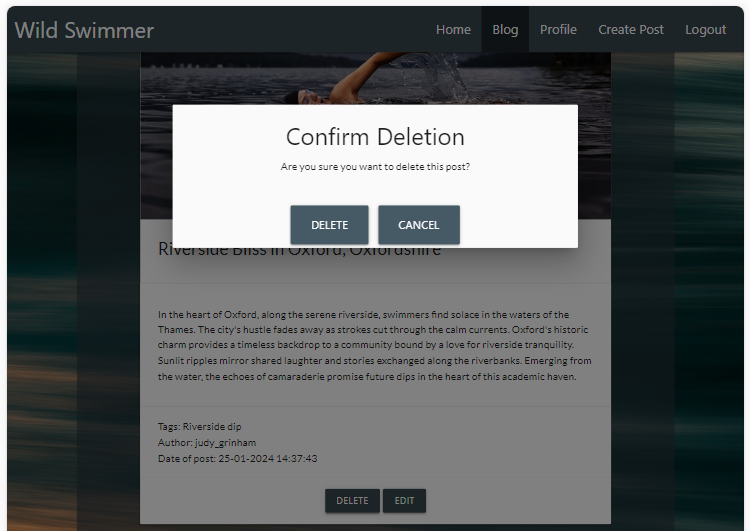 Wild Swimmer
Home Blog Profile Create Post Logout
Confirm Deletion
Are you sure you want to delete this post?
DELETE CANCEL
Riverside Bliss in Oxford, Oxfordshire
In the heart of Oxford, along the serene riverside, swimmers find solace in the waters of the
Thames. The city's hustle fades away as strokes cut through the calm currents. Oxford's historic
charm provides a timeless backdrop to a community bound by a love for riverside tranquility.
Sunlit ripples mirror shared laughter and stories exchanged along the riverbanks. Emerging from
the water, the echoes of camaraderie promise future dips in the heart of this academic haven.
Tags: Riverside dip
Author: judy_grinham
Date of post: 25-01-2024 14:37:43
DELETE EDIT